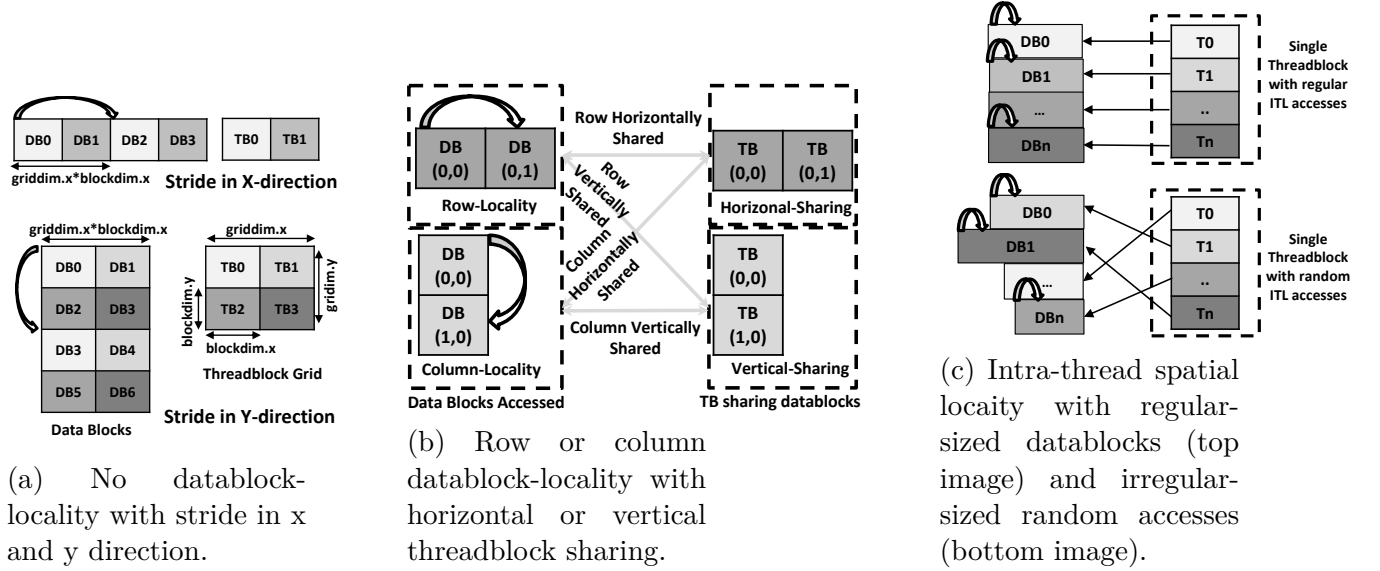 DB0 DB1 DB2 DB3 TB0 TB1
griddim.x*blockdim.x
Stride in X-direction
griddim.x*blockdim.x griddim.x
DB0 DB1
DB2 DB3
DB3 DB4
DB5 DB6
Data Blocks
TB0 TB1
TB2 TB3
griddim.y
blockdim.y
blockdim.x
Threadblock Grid
Stride in Y-direction
(a) No datablock-
locality with stride in x
and y direction.
DB DB
(0,0) (0,1)
Row-Locality
DB
(0,0)
DB
(1,0)
Column-Locality
Data Blocks Accessed
Row Horizontally
Shared
Row
Vertically
Shared
Column
Horizontally
Shared
Column Vertically
Shared
TB TB
(0,0) (0,1)
Horizonal-Sharing
TB
(0,0)
TB
(1,0)
Vertical-Sharing
TB sharing datablocks
(b) Row or column
datablock-locality with
horizontal or vertical
threadblock sharing.
DB0
DB1
...
DBn
T0
T1
..
Tn
Single
Threadblock
with regular
ITL accesses
DB0
DB1
...
DBn
T0
T1
..
Tn
Single
Threadblock
with random
ITL accesses
(c) Intra-thread spatial
locaity with regular-
sized datablocks (top
image) and irregular-
sized random accesses
(bottom image).